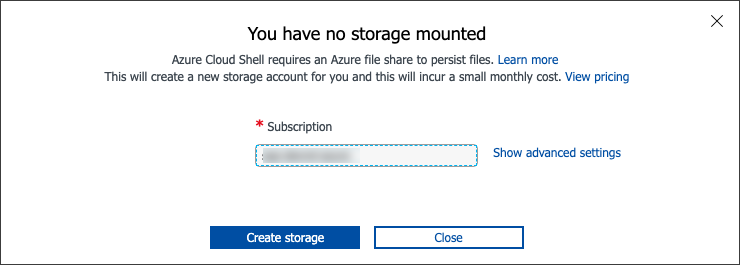 You have no storage mounted
Azure Cloud Shell requires an Azure file share to persist files. Learn more
This will create a new storage account for you and this will incur a small monthly cost. View pricing
* Subscription
Show advanced settings
Create storage
Close